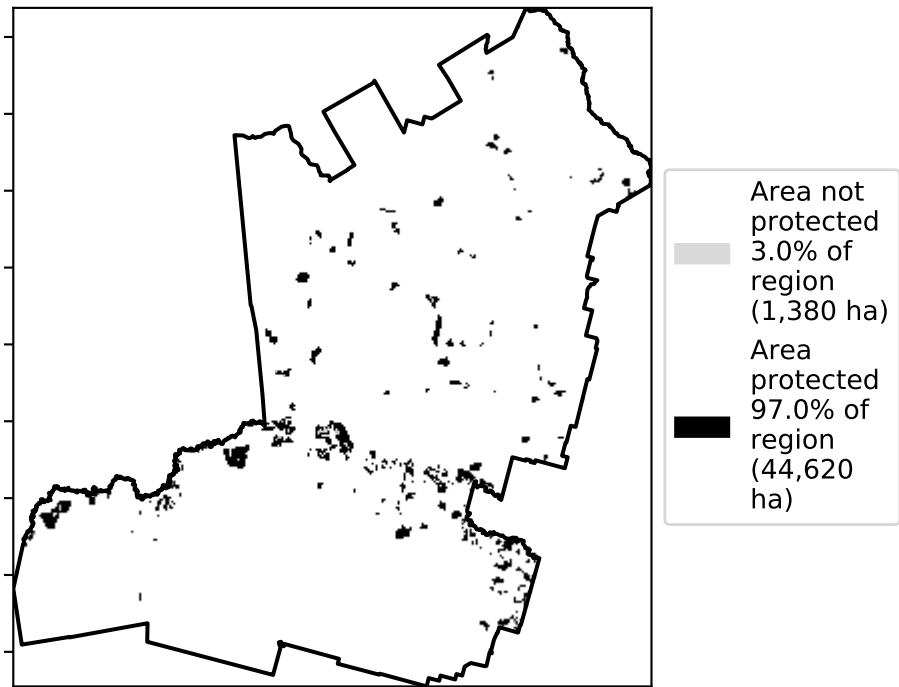 Area not
protected
3.0% of
region
(1,380 ha)
Area
protected
97.0% of
region
(44,620
ha)